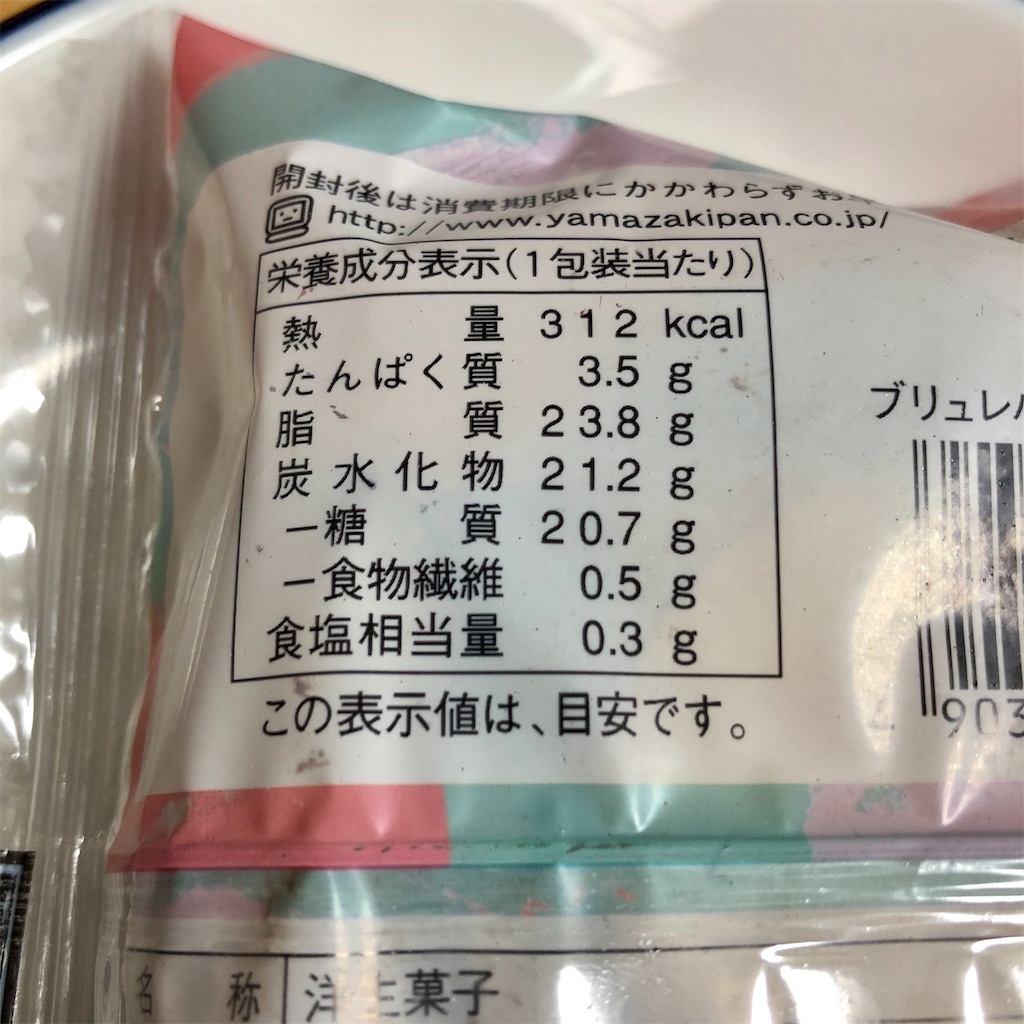 開封後は消費期限にかかわらずお
http://www.yamazakipan.co.jp/
栄養成分表示(1包装当たり)
熱量 312 kcal
たんぱく質 3.5 g
脂質 23.8 g
炭水化物 21.2 g
−糖質 20.7 g
−食物繊維 0.5 g
食塩相当量 0.3 g
この表示値は、目安です。
ブリュレ
4 903
名称 洋生菓子